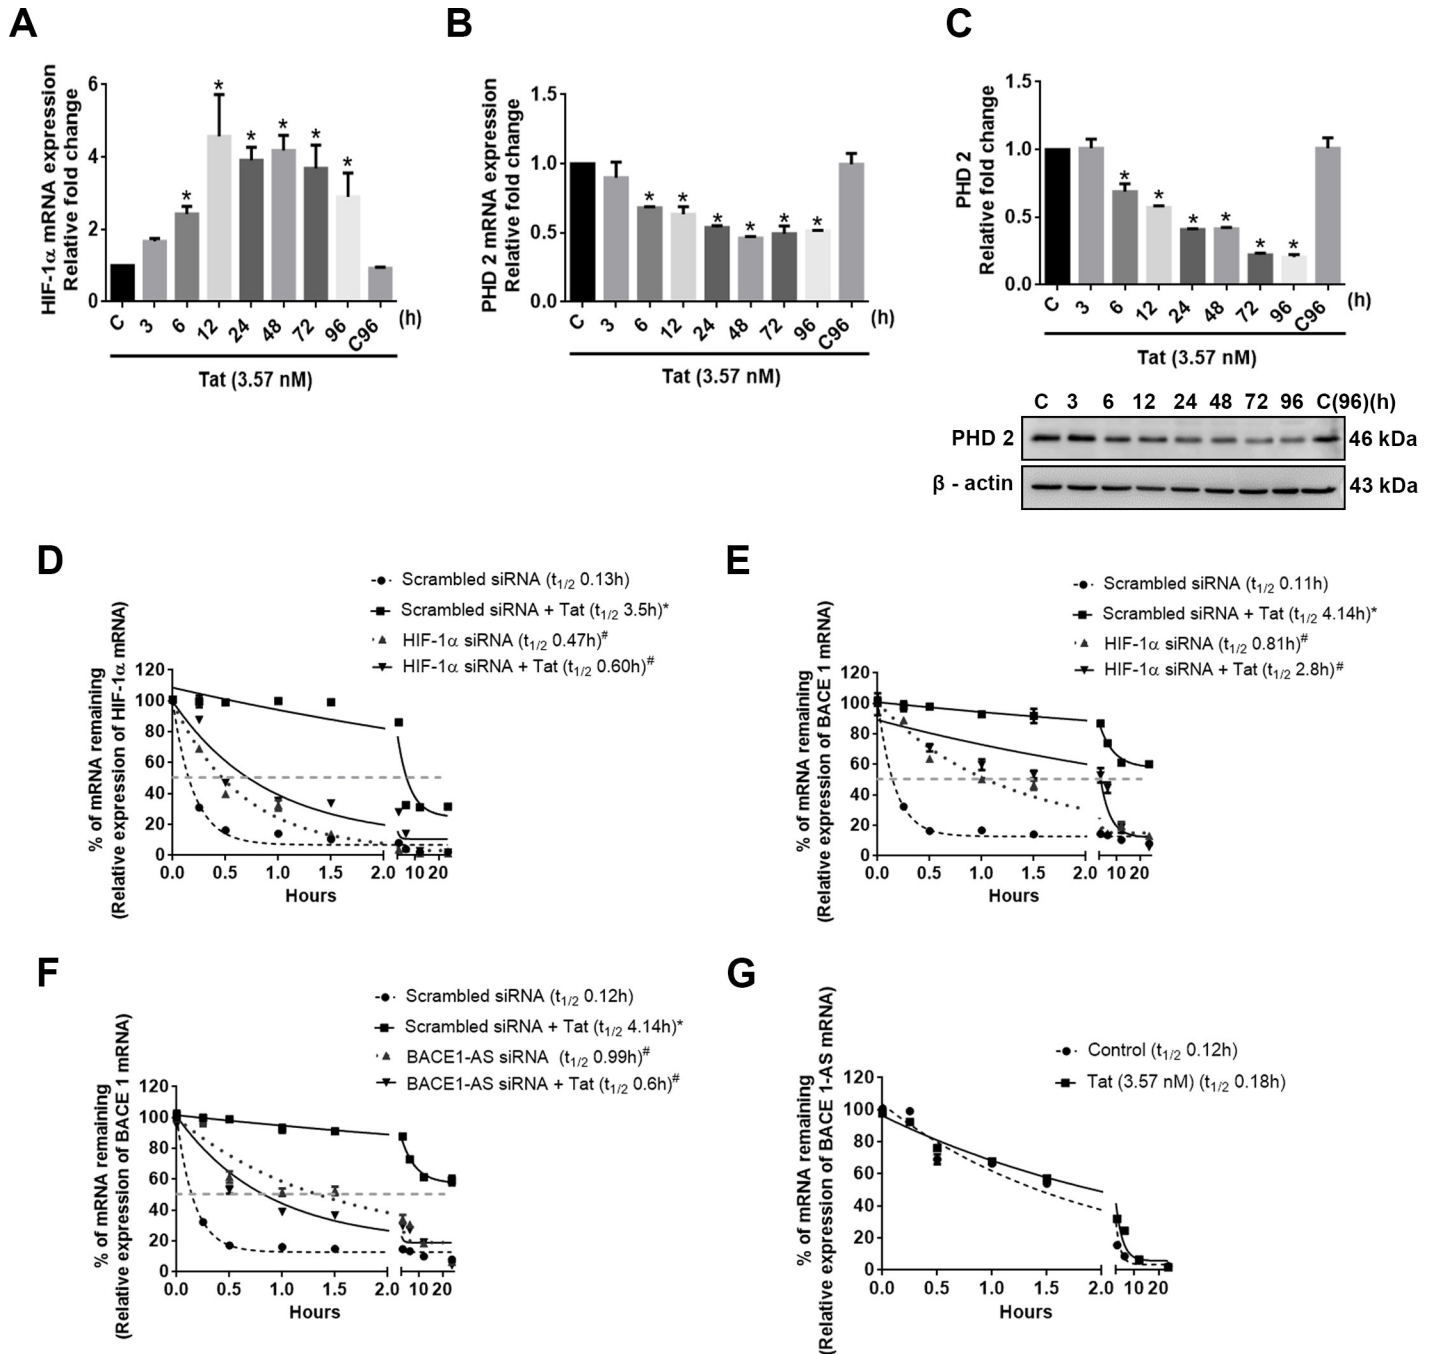 A
HIF-1α mRNA expression
Relative fold change
6
4
2
0
*
*
*
*
*
*
C 3 6 12 24 48 72 96 C96 (h)
Tat (3.57 nM)
B
PHD 2 mRNA expression
Relative fold change
1.5
1.0
0.5
0.0
*
*
*
*
*
*
C 3 6 12 24 48 72 96 C96 (h)
Tat (3.57 nM)
C
PHD 2
Relative fold change
1.5
1.0
0.5
0.0
*
*
*
*
*
*
C 3 6 12 24 48 72 96 C96 (h)
Tat (3.57 nM)
C 3 6 12 24 48 72 96 C(96)(h)
PHD 2 46 kDa
β - actin 43 kDa
D
Scrambled siRNA (t1/2 0.13h)
Scrambled siRNA + Tat (t1/2 3.5h)*
HIF-1α siRNA (t1/2 0.47h)#
HIF-1α siRNA + Tat (t1/2 0.60h)#
% of mRNA remaining
(Relative expression of HIF-1α mRNA)
120
100
80
60
40
20
0
0.0 0.5 1.0 1.5 2.0 10 20
Hours
E
Scrambled siRNA (t1/2 0.11h)
Scrambled siRNA + Tat (t1/2 4.14h)*
HIF-1α siRNA (t1/2 0.81h)#
HIF-1α siRNA + Tat (t1/2 2.8h)#
% of mRNA remaining
(Relative expression of BACE 1 mRNA)
120
100
80
60
40
20
0
0.0 0.5 1.0 1.5 2.0 10 20
Hours
F
Scrambled siRNA (t1/2 0.12h)
Scrambled siRNA + Tat (t1/2 4.14h)*
BACE1-AS siRNA (t1/2 0.99h)#
BACE1-AS siRNA + Tat (t1/2 0.6h)#
% of mRNA remaining
(Relative expression of BACE 1 mRNA)
120
100
80
60
40
20
0
0.0 0.5 1.0 1.5 2.0 10 20
Hours
G
Control (t1/2 0.12h)
Tat (3.57 nM) (t1/2 0.18h)
% of mRNA remaining
(Relative expression of BACE 1-AS mRNA)
120
100
80
60
40
20
0
0.0 0.5 1.0 1.5 2.0 10 20
Hours